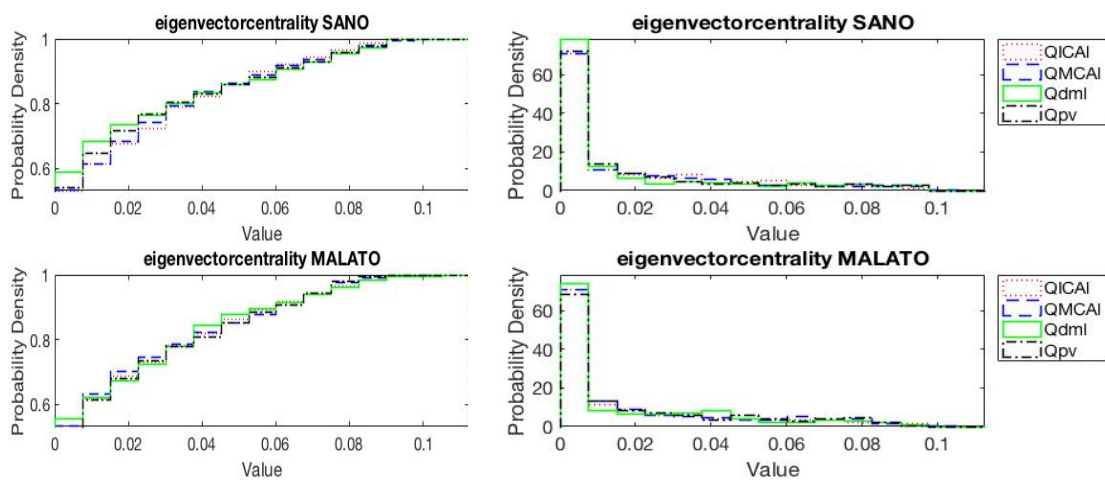 eigenvectorcentrality SANO
Probability Density
1
0.8
0.6
0
0.02
0.04
0.06
0.08
0.1
Value
eigenvectorcentrality SANO
Probability Density
60
40
20
0
0
0.02
0.04
0.06
0.08
0.1
Value
QICAI
QMCAI
Qdml
Qpv
eigenvectorcentrality MALATO
Probability Density
1
0.8
0.6
0
0.02
0.04
0.06
0.08
0.1
Value
eigenvectorcentrality MALATO
Probability Density
60
40
20
0
0
0.02
0.04
0.06
0.08
0.1
Value
QICAI
QMCAI
Qdml
Qpv